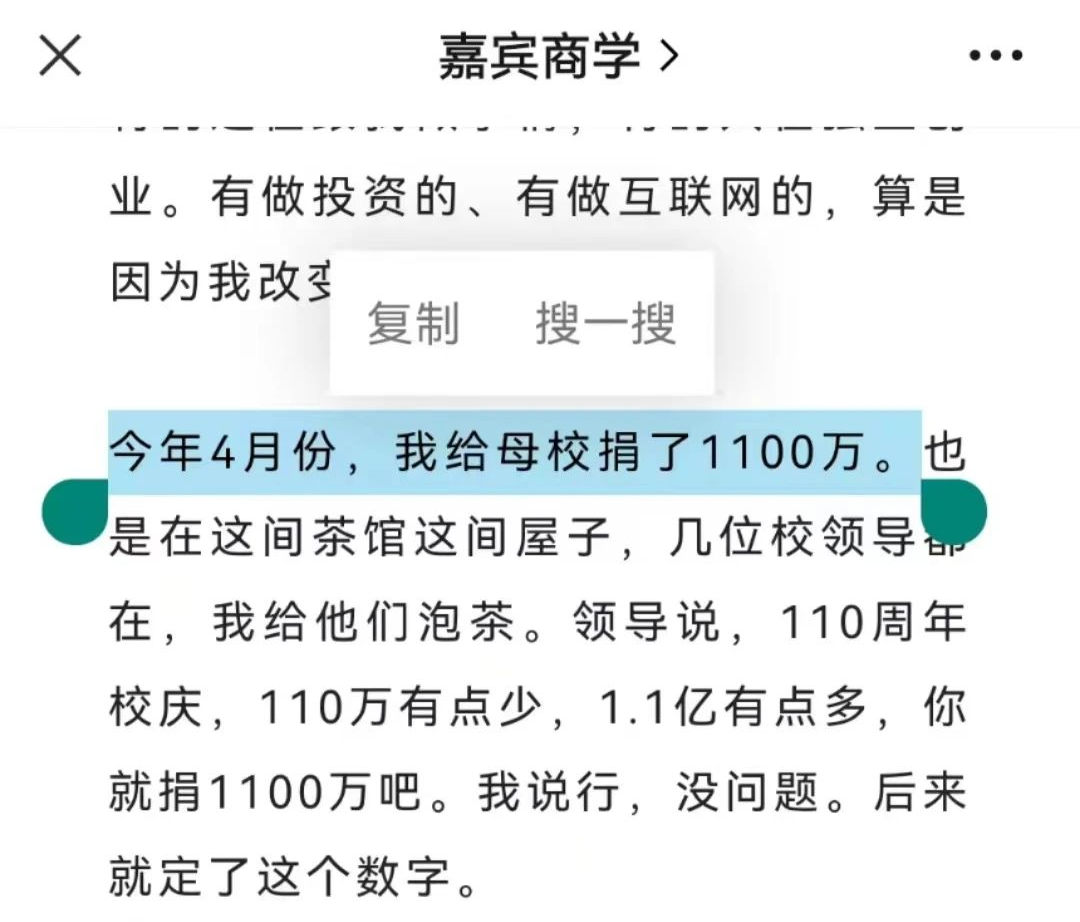 嘉宾商学
业。有做投资的、有做互联网的，算是
因为我改变
复制 搜一搜
今年4月份，我给母校捐了1100万。也
是在这间茶馆这间屋子，几位校领导都
在，我给他们泡茶。领导说，110周年
校庆，110万有点少，1.1亿有点多，你
就捐1100万吧。我说行，没问题。后来
就定了这个数字。